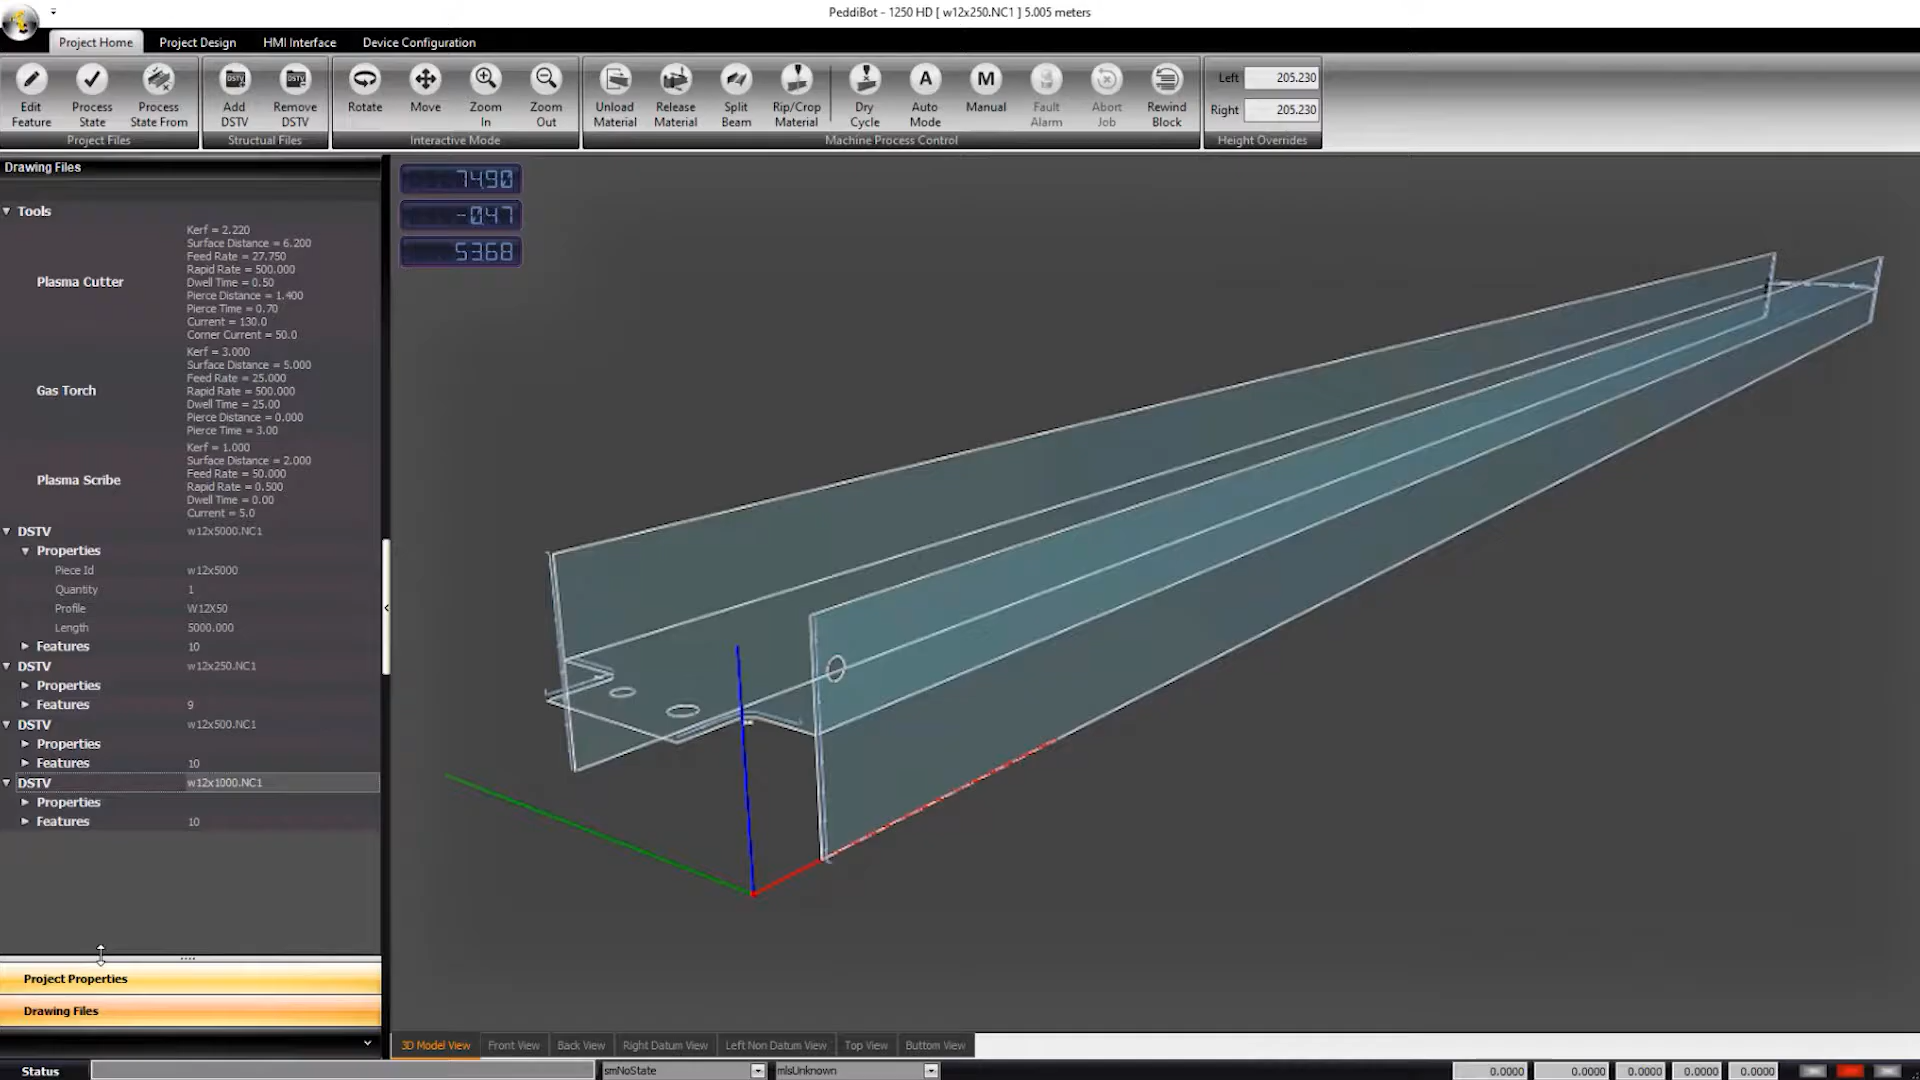 PeddiBot - 1250 HD [ w12x250.NC1 ] 5.005 meters
Project Home
Project Design
HMI Interface
Device Configuration
Edit Feature
Process State
Process State From
Add DSTV
Remove DSTV
Rotate
Move
Zoom In
Zoom Out
Unload Material
Release Material
Split Beam
Rip/Crop Material
Dry Cycle
Auto Mode
Manual
Fault Alarm
Abort Job
Rewind Block
Left 205.230
Right 205.230
Project Files
Structual Files
Interactive Mode
Machine Process Control
Height Overrides
Drawing Files
Tools
Plasma Cutter
Kerf = 2.220
Surface Distance = 6.200
Feed Rate = 27.750
Rapid Rate = 500.000
Dwell Time = 0.50
Pierce Distance = 1.400
Pierce Time = 0.70
Current = 130.0
Corner Current = 50.0
Gas Torch
Kerf = 3.000
Surface Distance = 5.000
Feed Rate = 25.000
Rapid Rate = 500.000
Dwell Time = 25.00
Pierce Distance = 0.000
Pierce Time = 3.00
Plasma Scribe
Kerf = 1.000
Surface Distance = 2.000
Feed Rate = 50.000
Rapid Rate = 0.500
Dwell Time = 0.00
Current = 5.0
DSTV w12x5000.NC1
Properties
Piece Id w12x5000
Quantity 1
Profile W12X50
Length 5000.000
Features 10
DSTV w12x250.NC1
Properties
Features 9
DSTV w12x500.NC1
Properties
Features 10
DSTV w12x1000.NC1
Properties
Features 10
Project Properties
Drawing Files
74.90
-0.47
53.68
3D Model View
Front View
Back View
Right Datum View
Left Non Datum View
Top View
Buttom View
Status
smNoState
mlsUnknown
0.0000
0.0000
0.0000
0.0000
0.0000